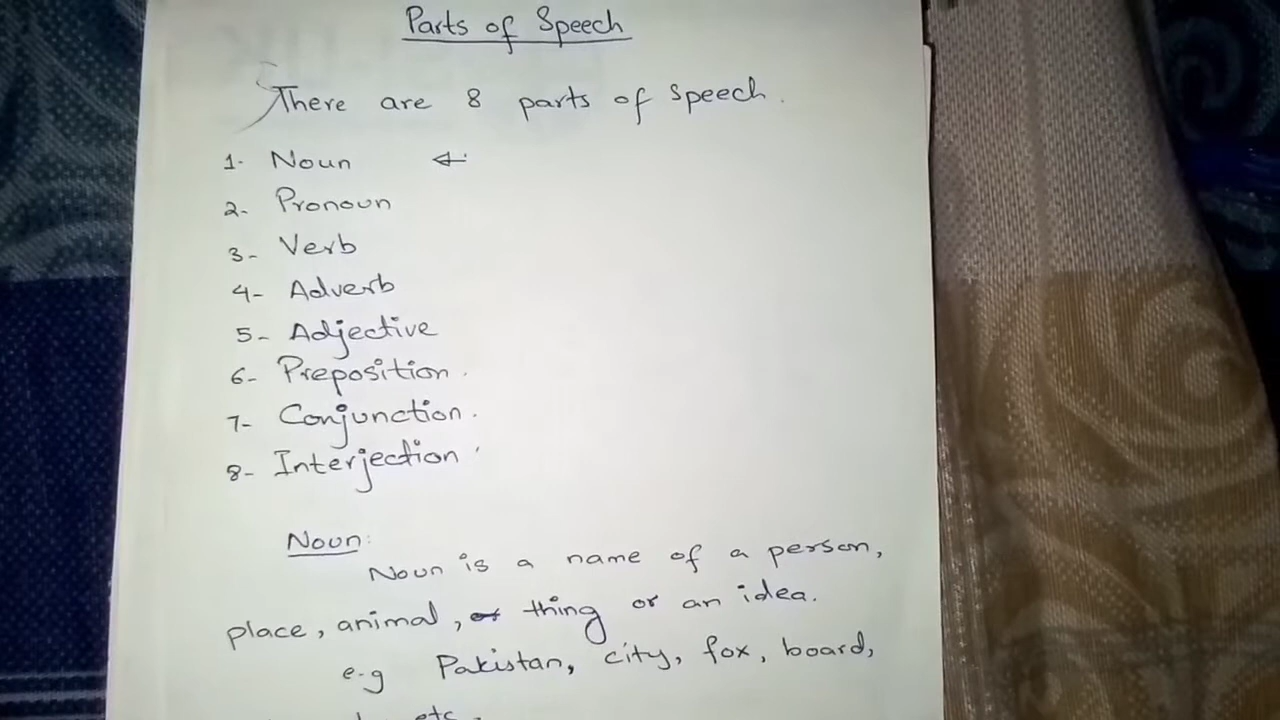 Parts of Speech
There are 8 parts of speech.
1- Noun ←
2- Pronoun
3- Verb
4- Adverb
5- Adjective
6- Preposition.
7- Conjunction.
8- Interjection.
Noun:
Noun is a name of a person,
place, animal, thing or an idea.
e.g Pakistan, city, fox, board,
etc.